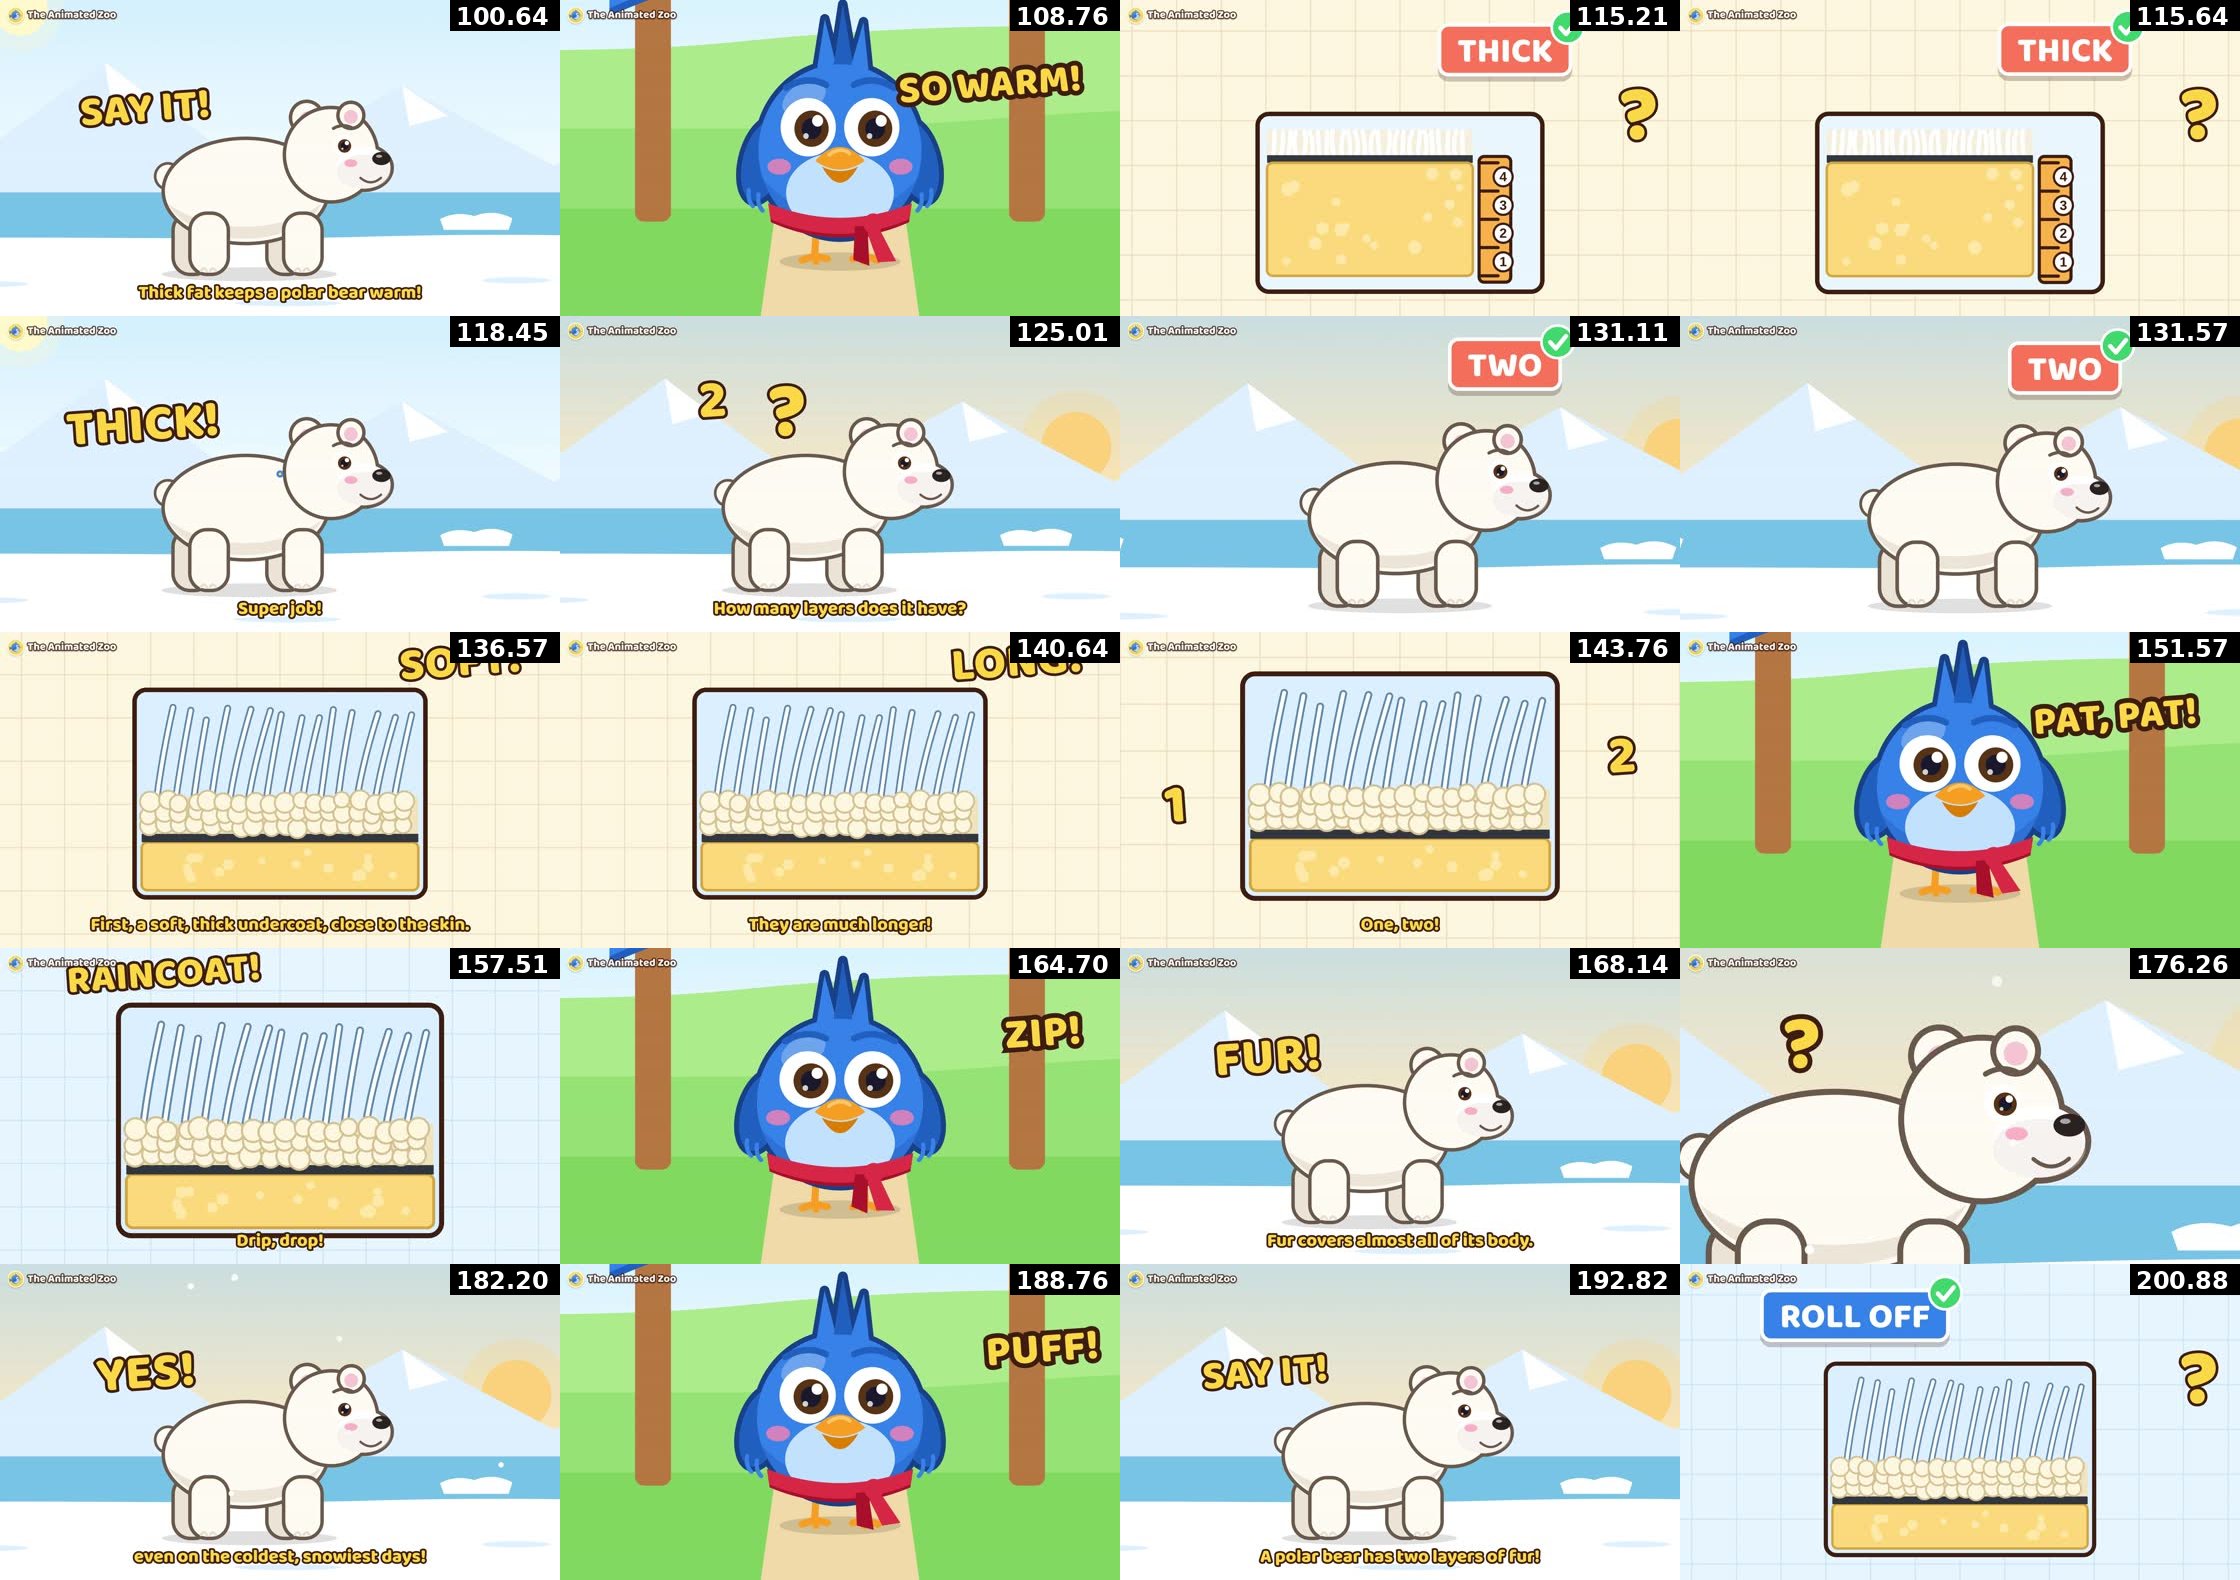 The Animated Zoo
100.64
SAY IT!
Thick fat keeps a polar bear warm!
The Animated Zoo
108.76
SO WARM!
The Animated Zoo
115.21
THICK
?
4
3
2
1
The Animated Zoo
115.64
THICK
?
4
3
2
1
The Animated Zoo
118.45
THICK!
Super job!
The Animated Zoo
125.01
2 ?
How many layers does it have?
The Animated Zoo
131.11
TWO
The Animated Zoo
131.57
TWO
The Animated Zoo
136.57
First, a soft, thick undercoat, close to the skin.
The Animated Zoo
140.64
They are much longer!
The Animated Zoo
143.76
2
1
One, two!
The Animated Zoo
151.57
PAT, PAT!
The Animated Zoo
157.51
RAINCOAT!
Drip, drop!
The Animated Zoo
164.70
ZIP!
The Animated Zoo
168.14
FUR!
Fur covers almost all of its body.
The Animated Zoo
176.26
?
The Animated Zoo
182.20
YES!
even on the coldest, snowiest days!
The Animated Zoo
188.76
PUFF!
The Animated Zoo
192.82
SAY IT!
A polar bear has two layers of fur!
The Animated Zoo
200.88
ROLL OFF
?